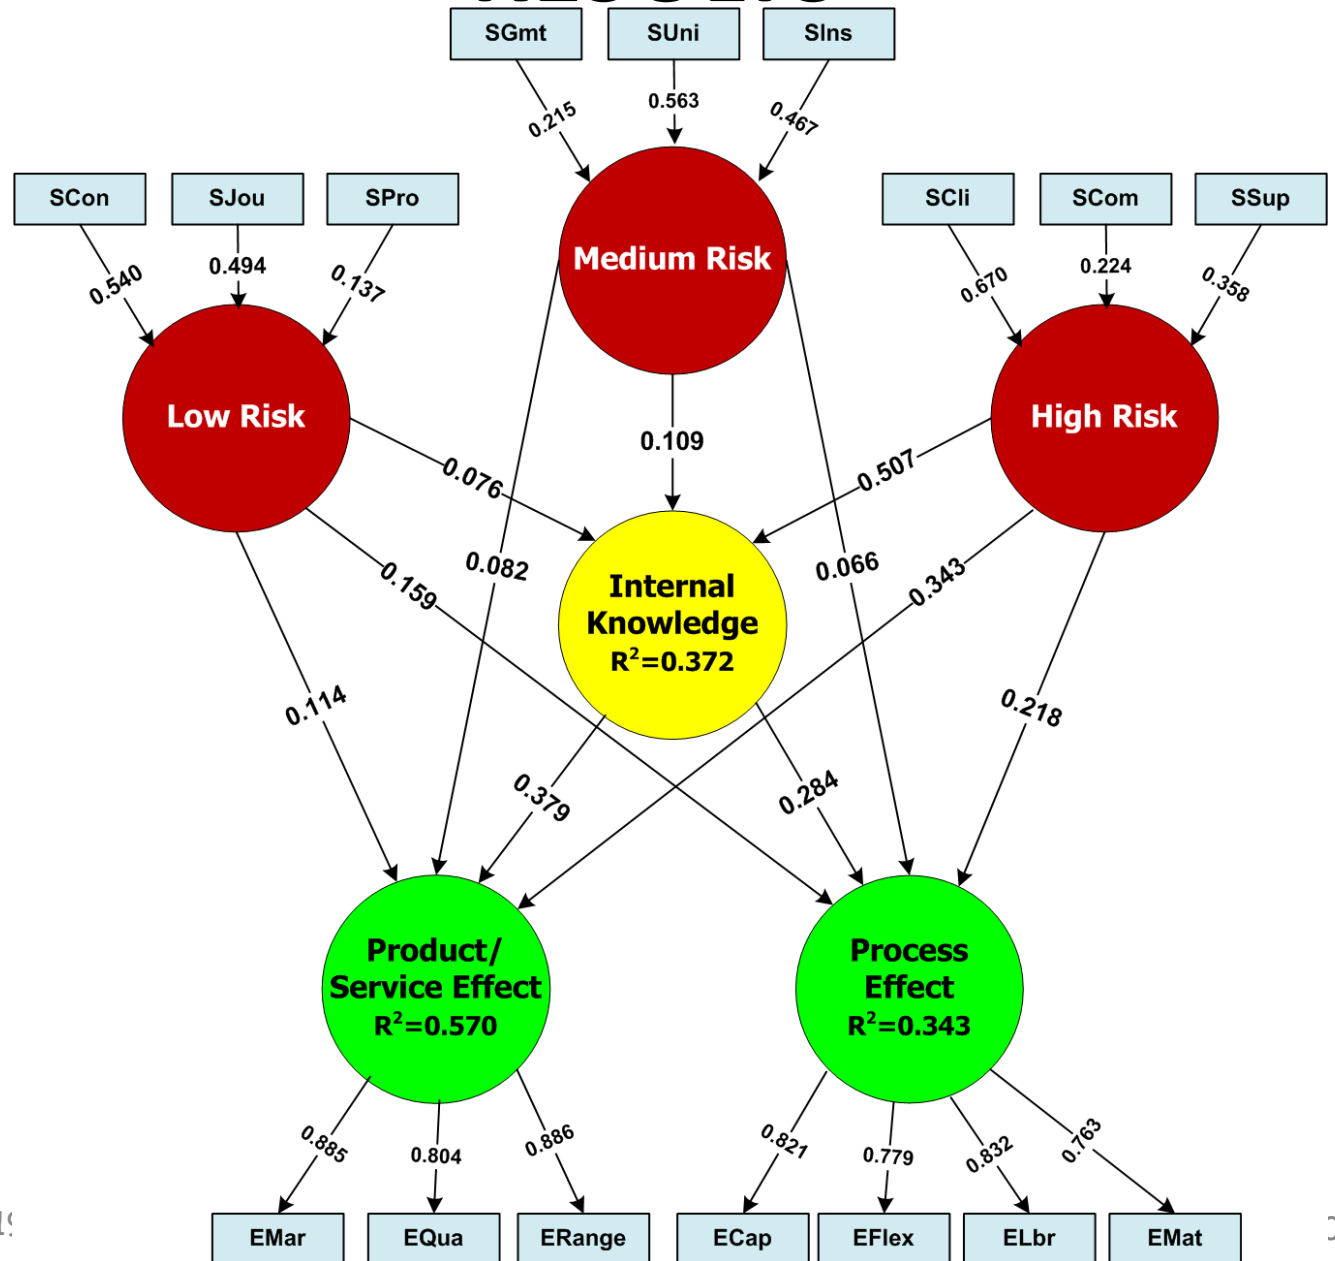 SGmt SUni SIns
0.215 0.563 0.467
SCon SJou SPro
SCli SCom SSup
0.540 0.494 0.137
0.670 0.224 0.358
Medium Risk
Low Risk
High Risk
0.109
0.076
0.507
0.082
0.066
0.159
0.343
Internal
Knowledge
R²=0.372
0.114
0.218
0.379
0.284
Product/
Service Effect
R²=0.570
Process
Effect
R²=0.343
0.885 0.804 0.886
0.821 0.779 0.832 0.763
EMar EQua ERange ECap EFlex ELbr EMat